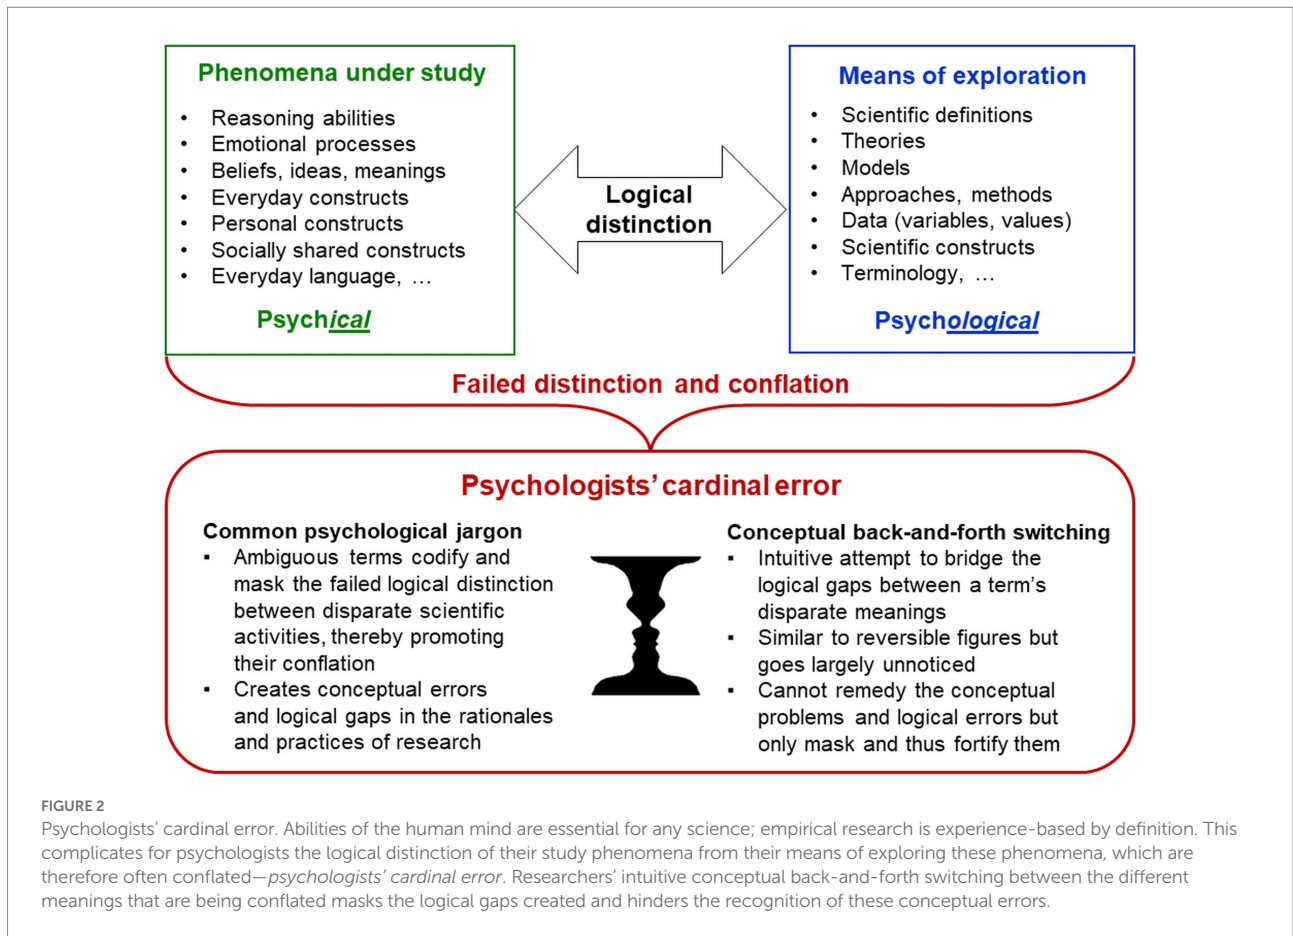 Phenomena under study
• Reasoning abilities
• Emotional processes
• Beliefs, ideas, meanings
• Everyday constructs
• Personal constructs
• Socially shared constructs
• Everyday language, …
Psychical
Logical
distinction
Means of exploration
• Scientific definitions
• Theories
• Models
• Approaches, methods
• Data (variables, values)
• Scientific constructs
• Terminology, …
Psychological
Failed distinction and conflation
Psychologists' cardinal error
Common psychological jargon
▪ Ambiguous terms codify and
mask the failed logical distinction
between disparate scientific
activities, thereby promoting
their conflation
▪ Creates conceptual errors
and logical gaps in the rationales
and practices of research
Conceptual back-and-forth switching
▪ Intuitive attempt to bridge the
logical gaps between a term's
disparate meanings
▪ Similar to reversible figures but
goes largely unnoticed
▪ Cannot remedy the conceptual
problems and logical errors but
only mask and thus fortify them
FIGURE 2
Psychologists' cardinal error. Abilities of the human mind are essential for any science; empirical research is experience-based by definition. This
complicates for psychologists the logical distinction of their study phenomena from their means of exploring these phenomena, which are
therefore often conflated—psychologists' cardinal error. Researchers' intuitive conceptual back-and-forth switching between the different
meanings that are being conflated masks the logical gaps created and hinders the recognition of these conceptual errors.